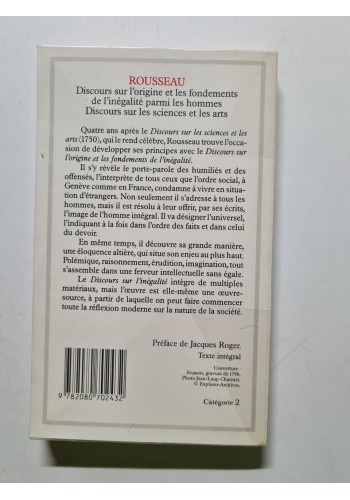 ROUSSEAU
Discours sur l'origine et les fondements
de l'inégalité parmi les hommes
Discours sur les sciences et les arts
Quatre ans après le Discours sur les sciences et les
arts (1750), qui le rend célèbre, Rousseau trouve l'occa-
sion de développer ses principes avec le Discours sur
l'origine et les fondements de l'inégalité.
Il s'y révèle le porte-parole des humiliés et des
offensés, l'interprète de tous ceux que l'ordre social, à
Genève comme en France, condamne à vivre en situa-
tion d'étrangers. Non seulement il s'adresse à tous les
hommes, mais il est résolu à leur offrir, par ses écrits,
l'image de l'homme intégral. Il va désigner l'universel,
l'indiquant à la fois dans l'ordre des faits et dans celui
du devoir.
En même temps, il découvre sa grande manière,
une éloquence altière, qui situe son enjeu au plus haut.
Polémique, raisonnement, érudition, imagination, tout
s'assemble dans une ferveur intellectuelle sans égale.
Le Discours sur l'inégalité intègre de multiples
matériaux, mais l'œuvre est elle-même une œuvre-
source, à partir de laquelle on peut faire commencer
toute la réflexion moderne sur la nature de la société.
Préface de Jacques Roger.
Texte intégral
Couverture :
gravure de 1790.
Photo Jean-Loup Charmet.
© Explorer-Archives.
9 782080 702432
Catégorie 2